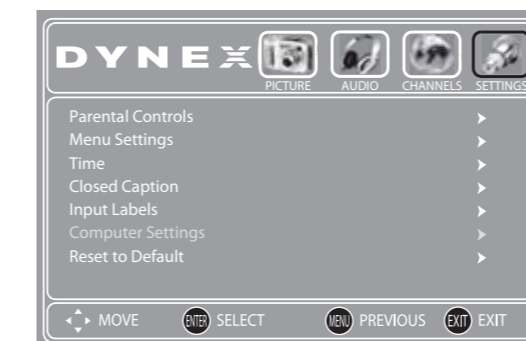 DYNEX
PICTURE AUDIO CHANNELS SETTINGS
Parental Controls
Menu Settings
Time
Closed Caption
Input Labels
Computer Settings
Reset to Default
MOVE ENTER SELECT MENU PREVIOUS EXIT EXIT